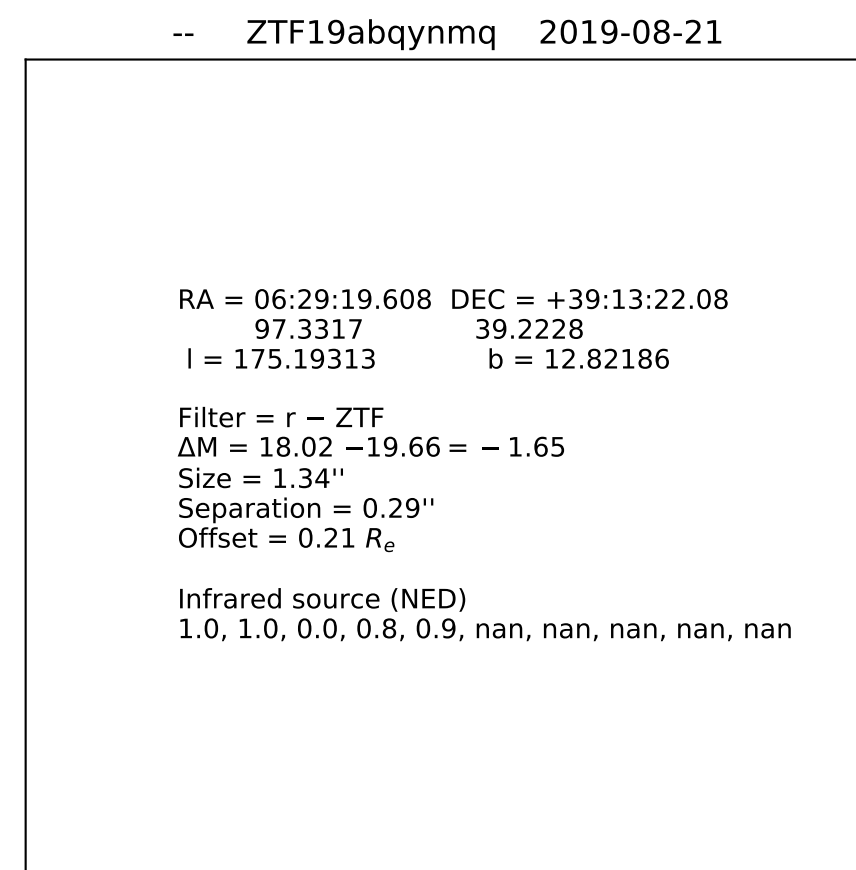 -- ZTF19abqynmq 2019-08-21
RA = 06:29:19.608 DEC = +39:13:22.08
97.3317 39.2228
l = 175.19313 b = 12.82186
Filter = r − ZTF
ΔM = 18.02 −19.66 = − 1.65
Size = 1.34''
Separation = 0.29''
Offset = 0.21 Re
Infrared source (NED)
1.0, 1.0, 0.0, 0.8, 0.9, nan, nan, nan, nan, nan